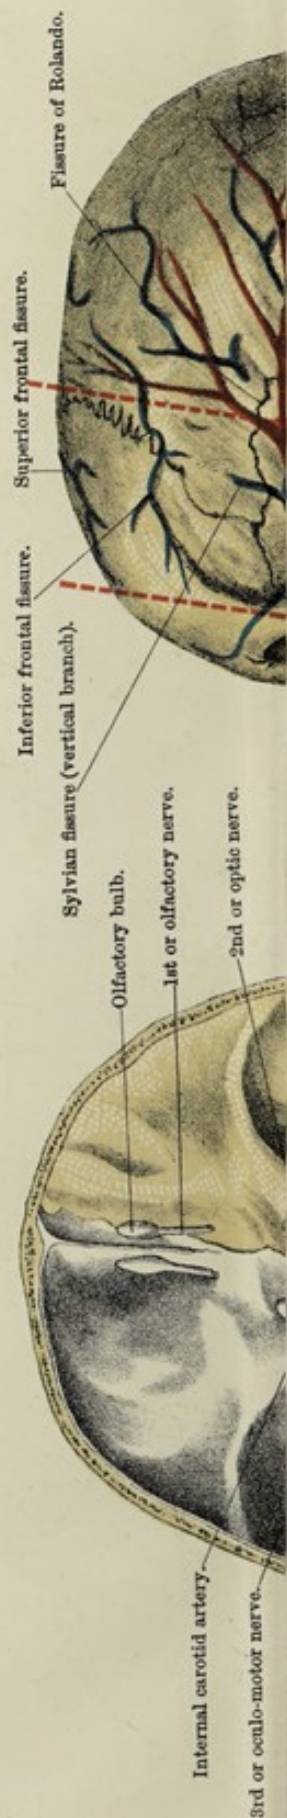 Internal carotid artery.
3rd or oculo-motor nerve.
Olfactory bulb.
1st or olfactory nerve.
2nd or optic nerve.
Inferior frontal fissure.
Sylvian fissure (vertical branch).
Superior frontal fissure.
Fissure of Rolando.